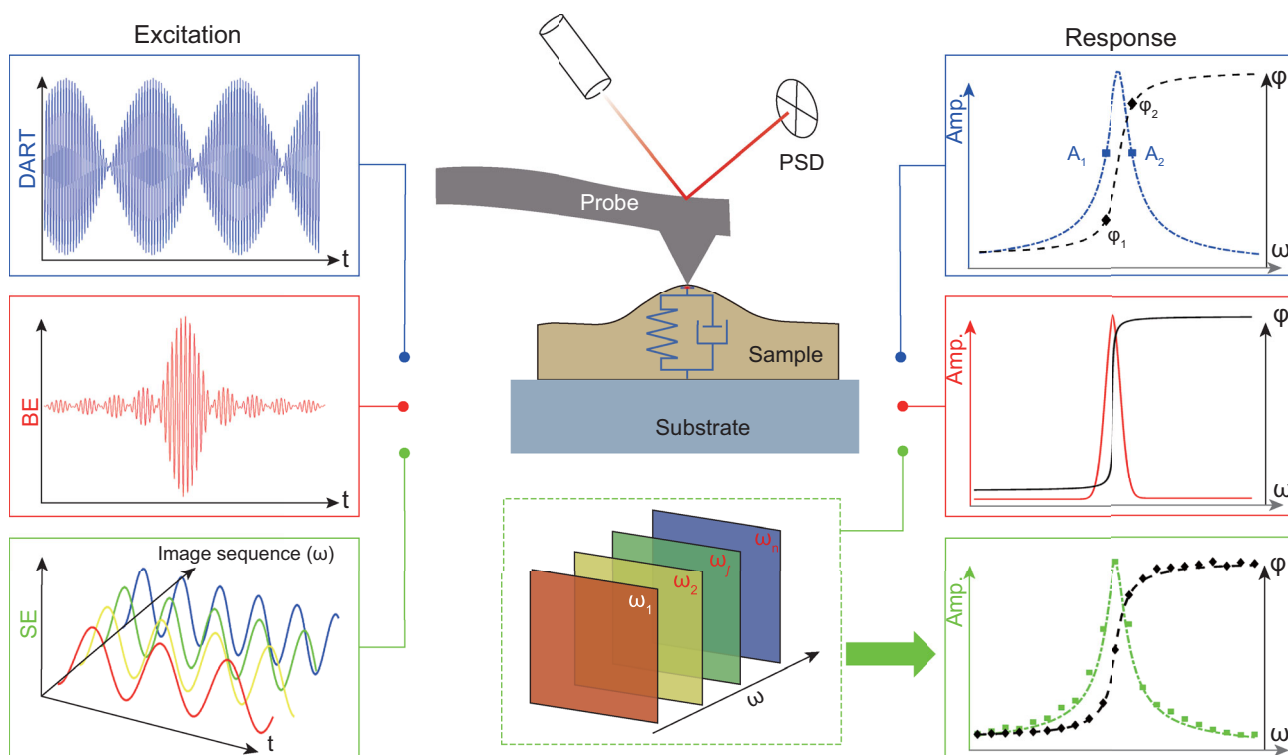 Excitation
Response
DART
t
PSD
Probe
Sample
Substrate
Amp.
φ
A₁
A₂
φ₂
φ₁
ω
BE
t
Amp.
φ
ω
SE
Image sequence (ω)
t
ω₁
ω₂
ωᵢ
ωₙ
ω
Amp.
φ
ω